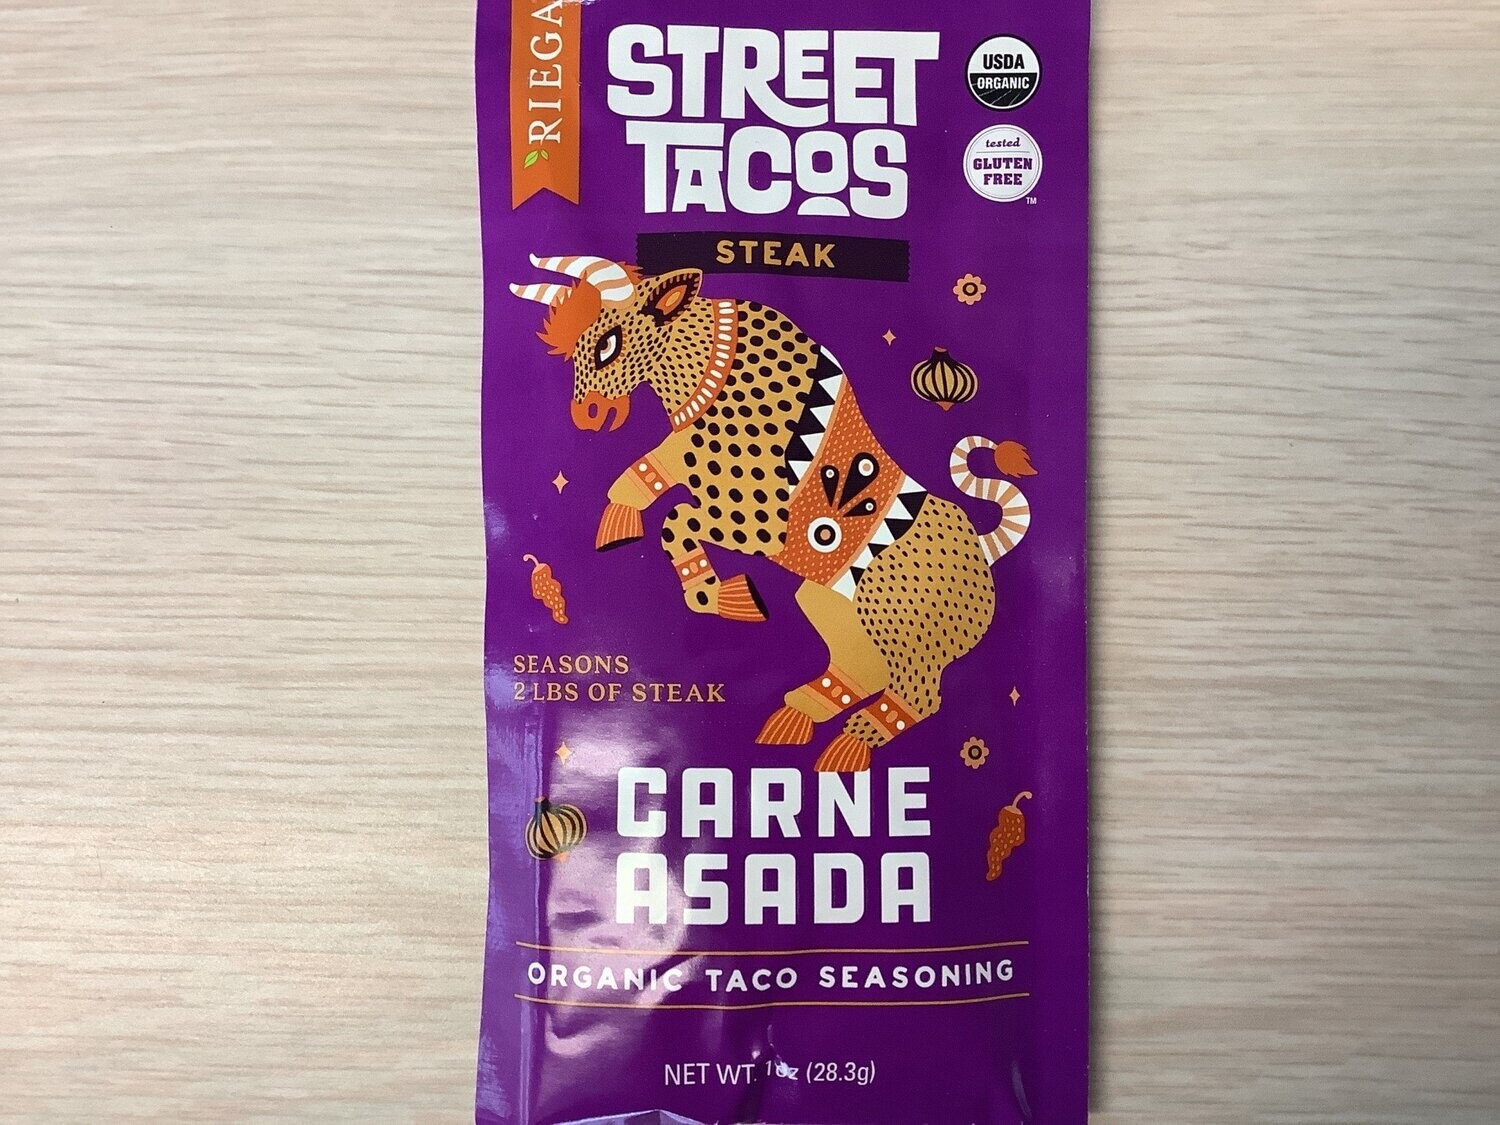 RIEGA
STREET
TACOS
USDA
ORGANIC
tested
GLUTEN
FREE
TM
STEAK
SEASONS
2 LBS OF STEAK
CARNE
ASADA
ORGANIC TACO SEASONING
NET WT. 1oz (28.3g)